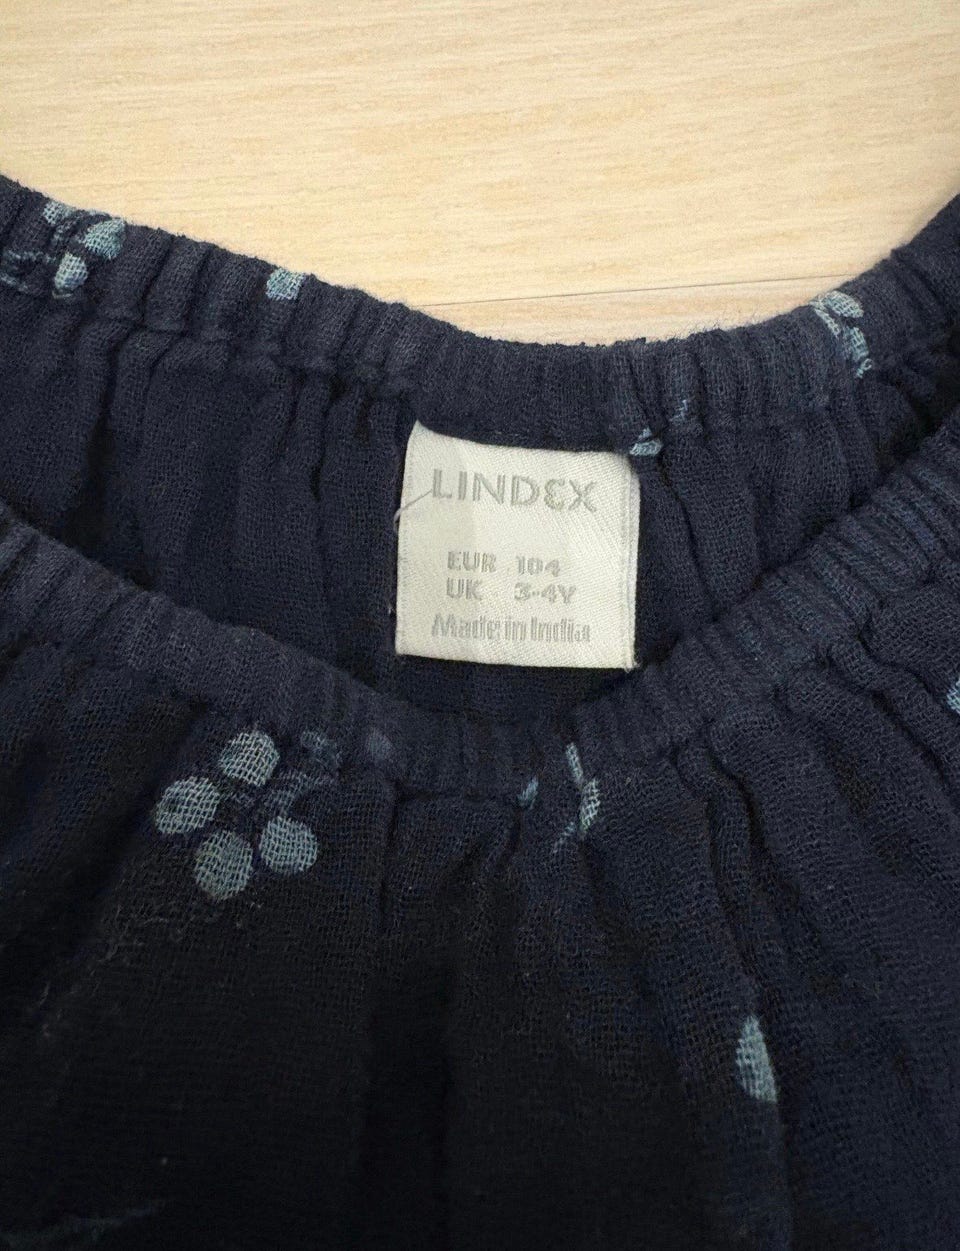 LINDEX
EUR 104
UK 3-4Y
Made in India